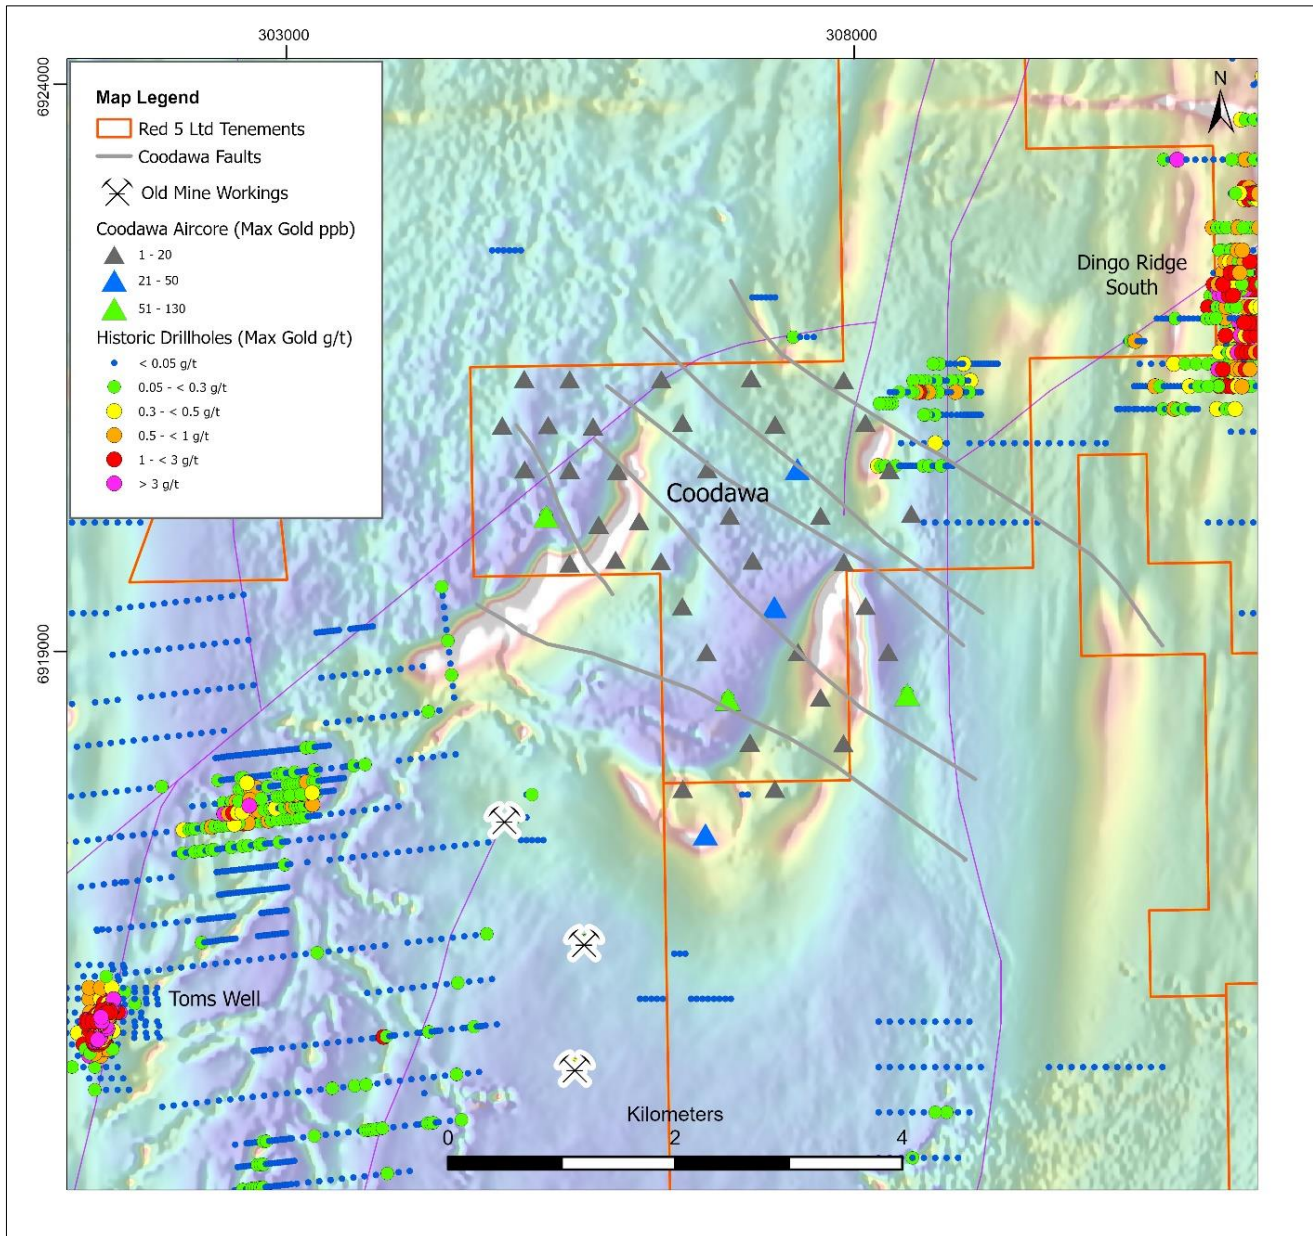 303000
308000
6924000
6919000
N
Map Legend
Red 5 Ltd Tenements
Coodawa Faults
Old Mine Workings
Coodawa Aircore (Max Gold ppb)
1 - 20
21 - 50
51 - 130
Historic Drillholes (Max Gold g/t)
< 0.05 g/t
0.05 - < 0.3 g/t
0.3 - < 0.5 g/t
0.5 - < 1 g/t
1 - < 3 g/t
> 3 g/t
Dingo Ridge
South
Coodawa
Toms Well
Kilometers
0 2 4